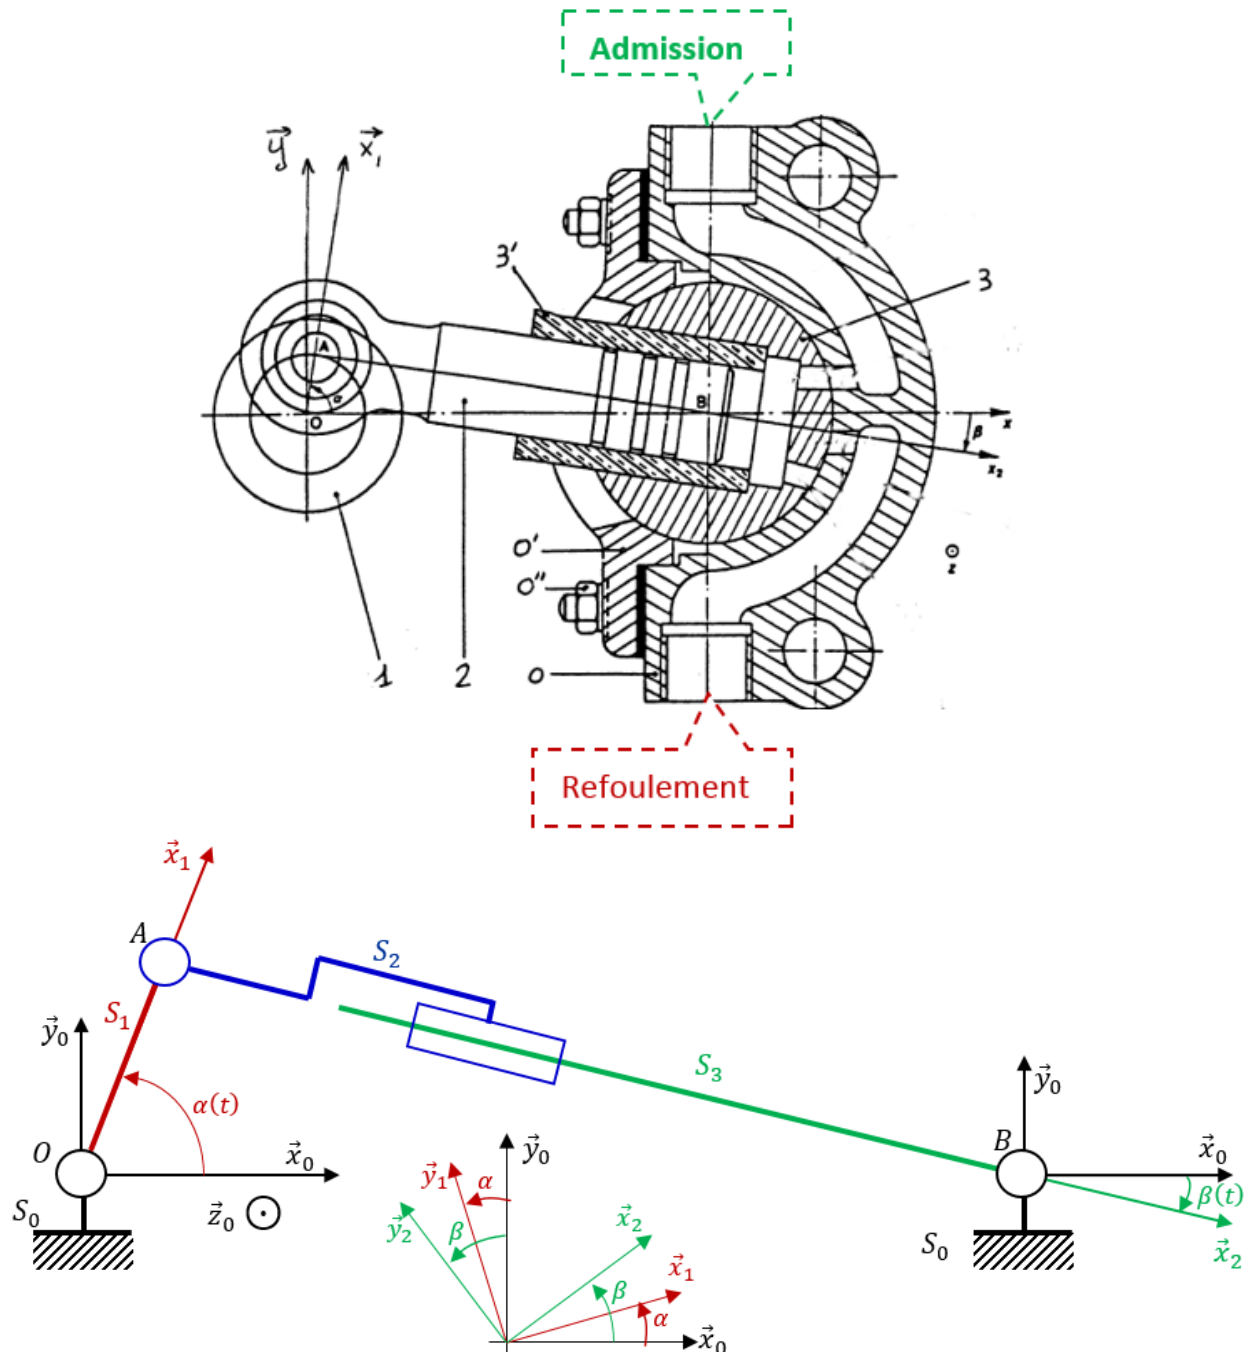 Admission
y⃗ x⃗₁
3'
3
A
α
O
B
x
β
x₂
z
O'
O"
1
2
O
Refoulement
x⃗₁
A
S₂
S₁
y⃗₀
S₃
α(t)
y⃗₀
O
x⃗₀
B
x⃗₀
S₀
z⃗₀
β(t)
S₀
x⃗₂
y⃗₀
y⃗₁
α
y⃗₂
β
x⃗₂
x⃗₁
β
α
x⃗₀